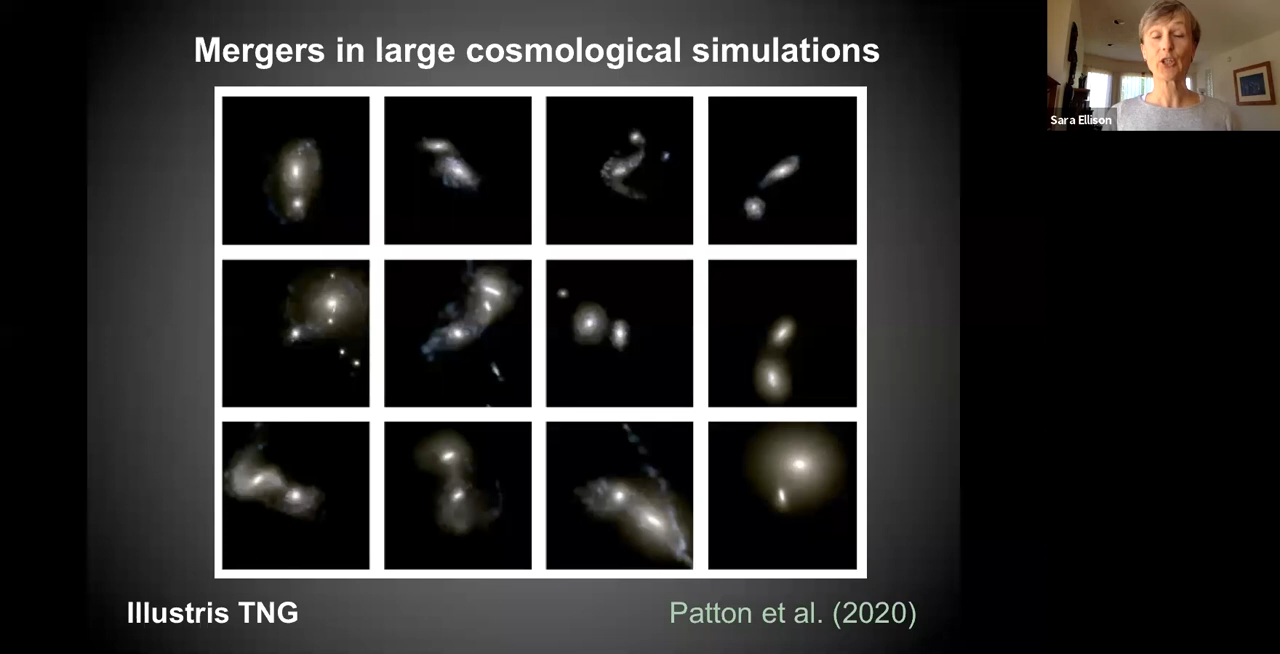 Mergers in large cosmological simulations
Sara Ellison
Illustris TNG
Patton et al. (2020)